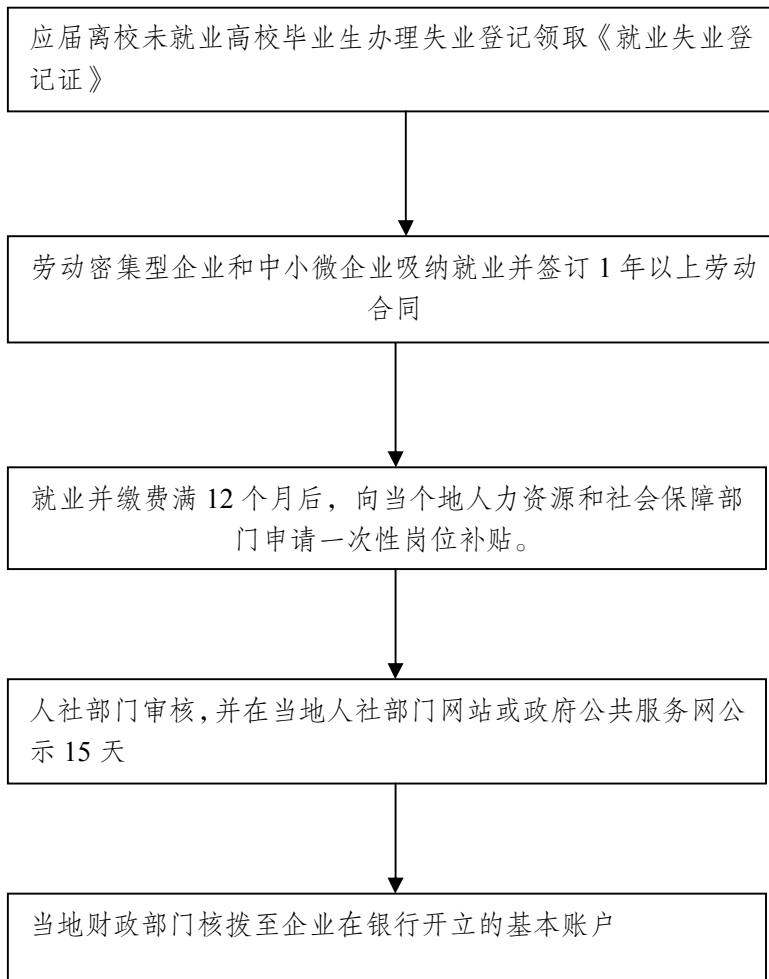 应届离校未就业高校毕业生办理失业登记领取《就业失业登
记证》
劳动密集型企业和中小微企业吸纳就业并签订 1 年以上劳动
合同
就业并缴费满 12 个月后，向当个地人力资源和社会保障部
门申请一次性岗位补贴。
人社部门审核，并在当地人社部门网站或政府公共服务网公
示 15 天
当地财政部门核拨至企业在银行开立的基本账户